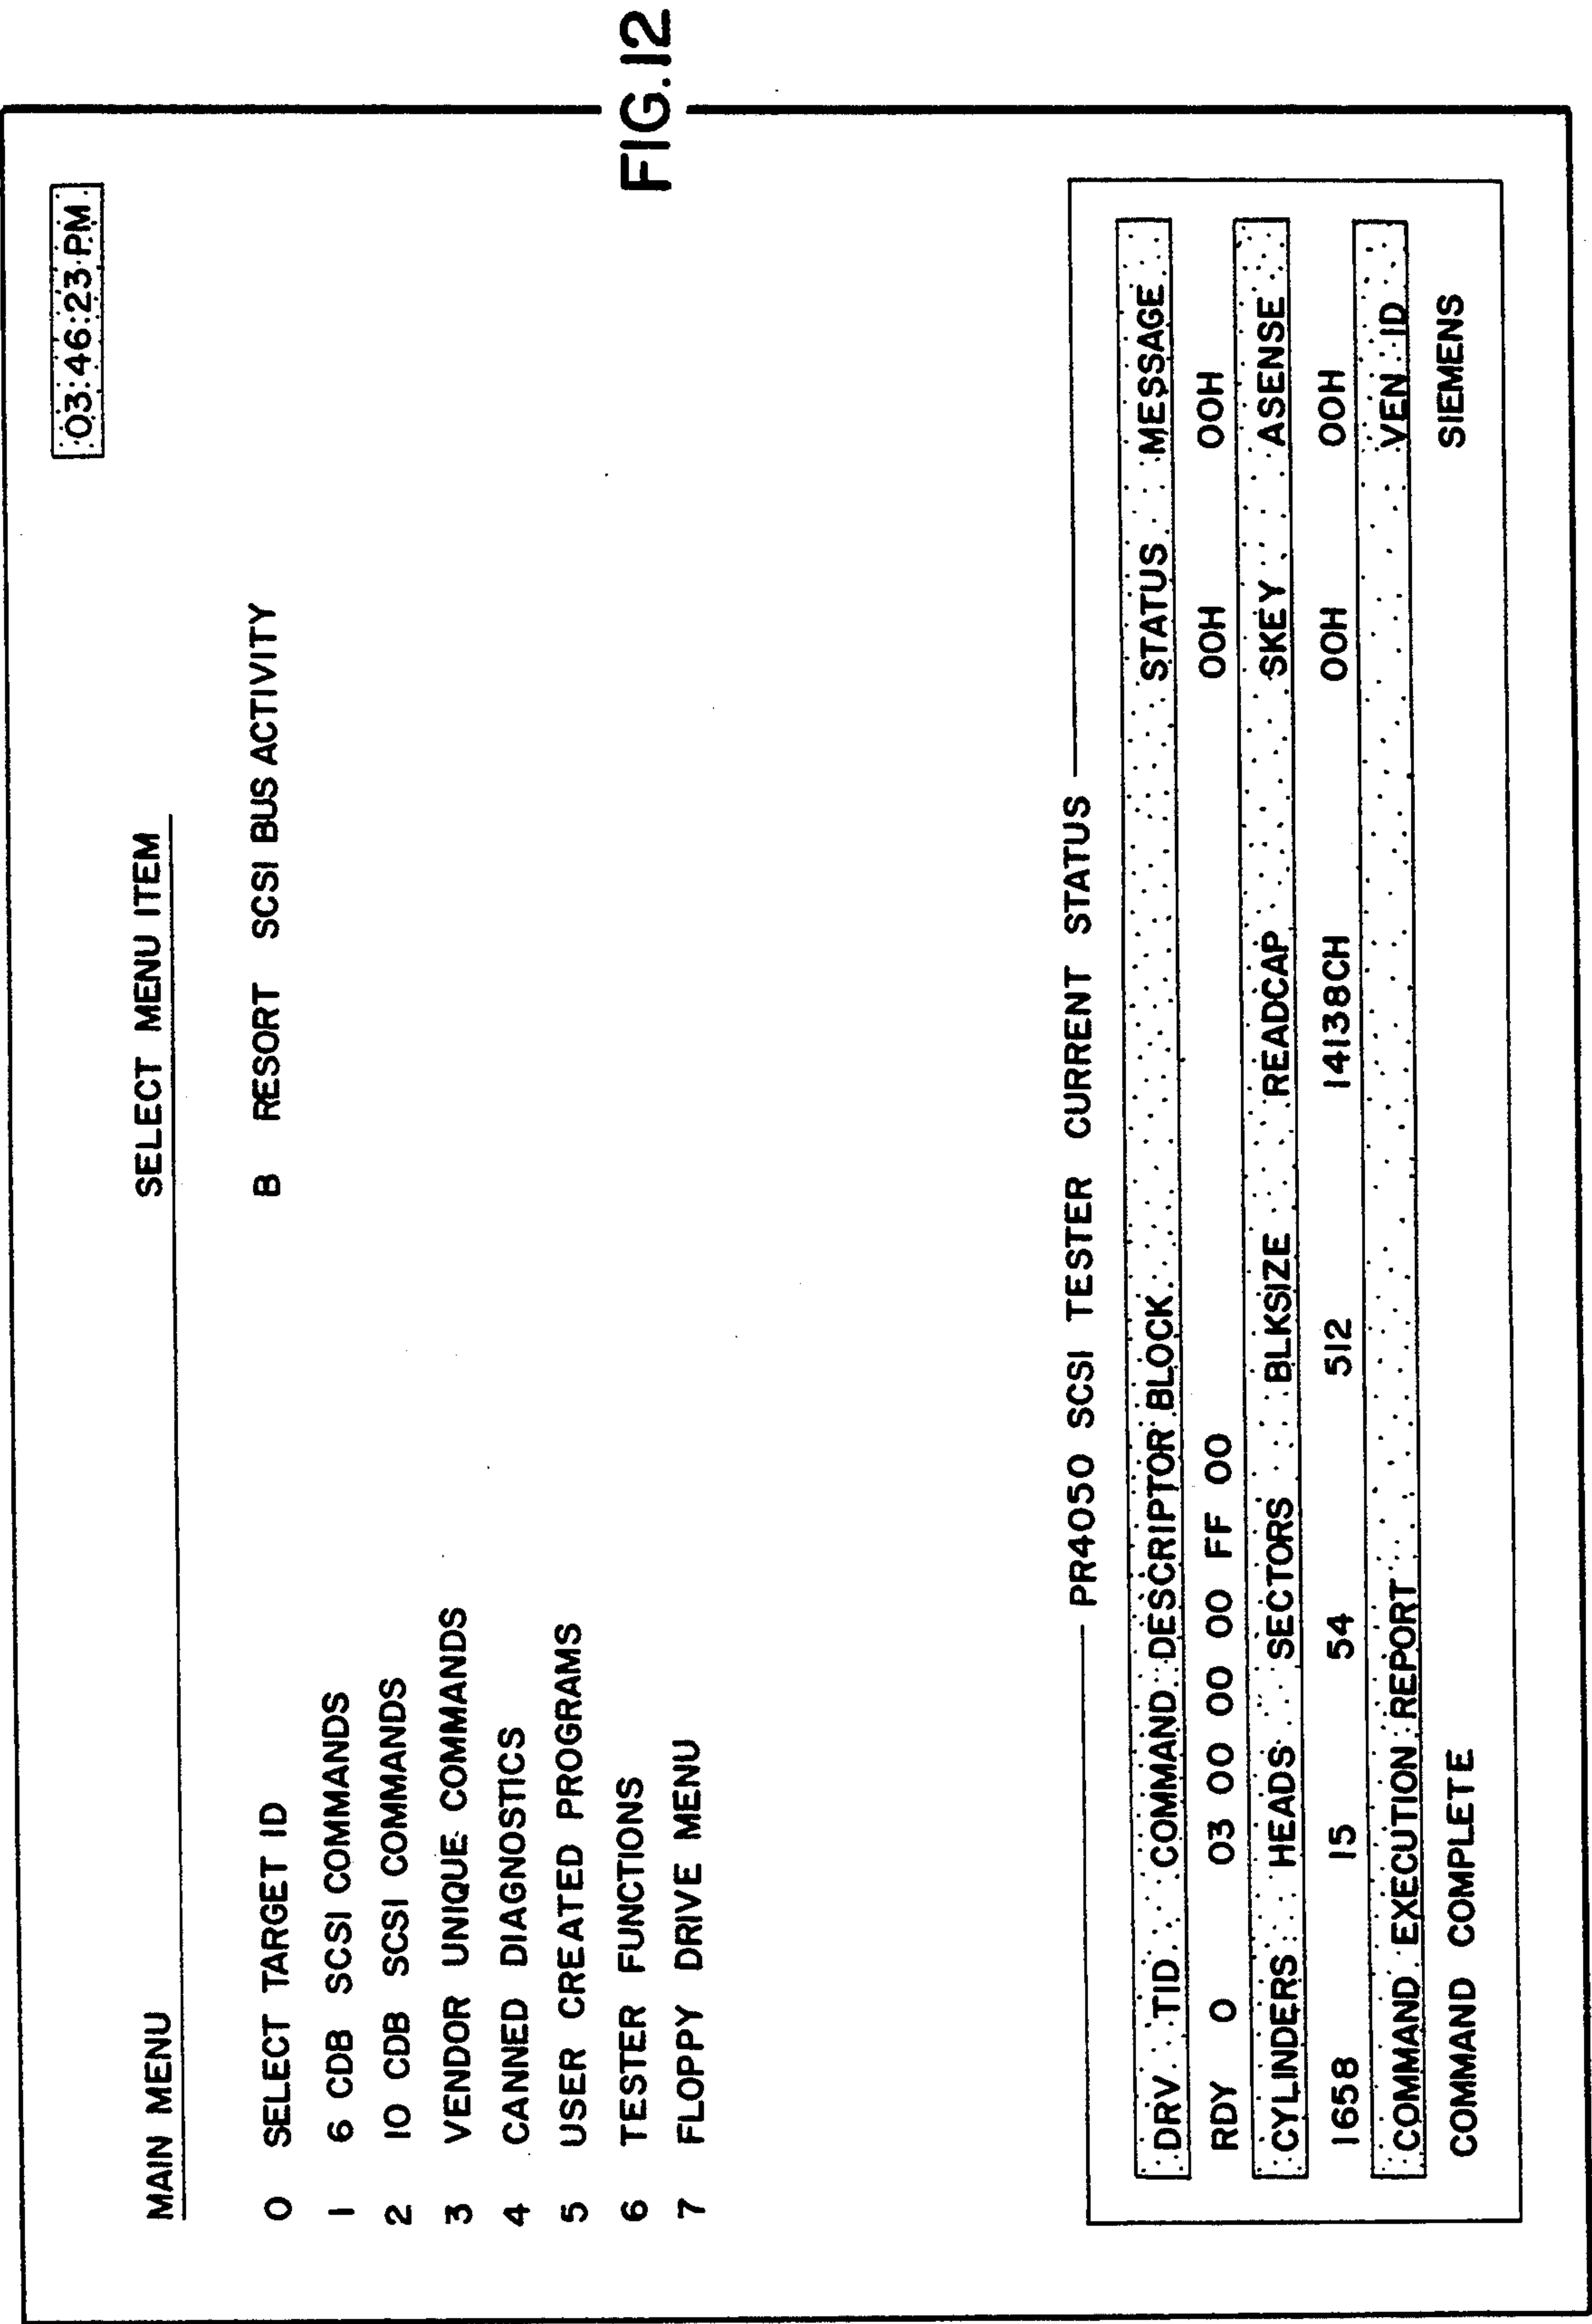 03:46:23 PM
MAIN MENU SELECT MENU ITEM
0 SELECT TARGET ID B RESORT SCSI BUS ACTIVITY
1 6 CDB SCSI COMMANDS
2 10 CDB SCSI COMMANDS
3 VENDOR UNIQUE COMMANDS
4 CANNED DIAGNOSTICS
5 USER CREATED PROGRAMS
6 TESTER FUNCTIONS
7 FLOPPY DRIVE MENU
PR4050 SCSI TESTER CURRENT STATUS
DRV TID COMMAND DESCRIPTOR BLOCK STATUS MESSAGE
RDY 0 03 00 00 00 FF 00 00H 00H
CYLINDERS HEADS SECTORS BLKSIZE READCAP SKEY ASENSE
1658 15 54 512 14138CH 00H 00H
COMMAND EXECUTION REPORT VEN ID
COMMAND COMPLETE SIEMENS
FIG.12